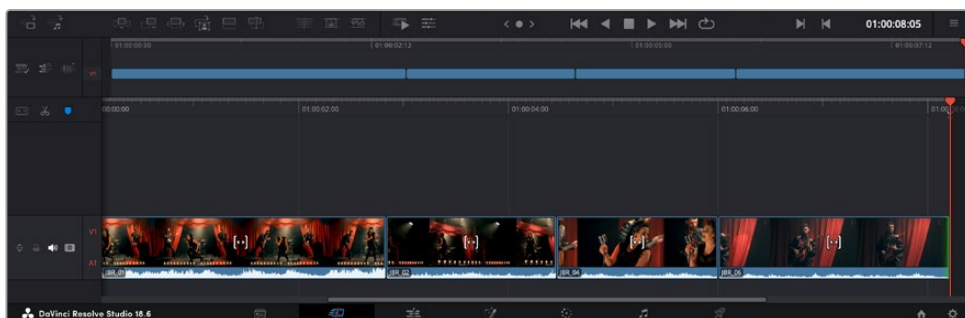 01:00:08:05
01:00:00:00 01:00:02:12 01:00:05:00 01:00:07:12
V1
00:00:00 01:00:02:00 01:00:04:00 01:00:06:00 01:00
V1
A1
JBR_01 JBR_02 JBR_04 JBR_06
DaVinci Resolve Studio 18.6